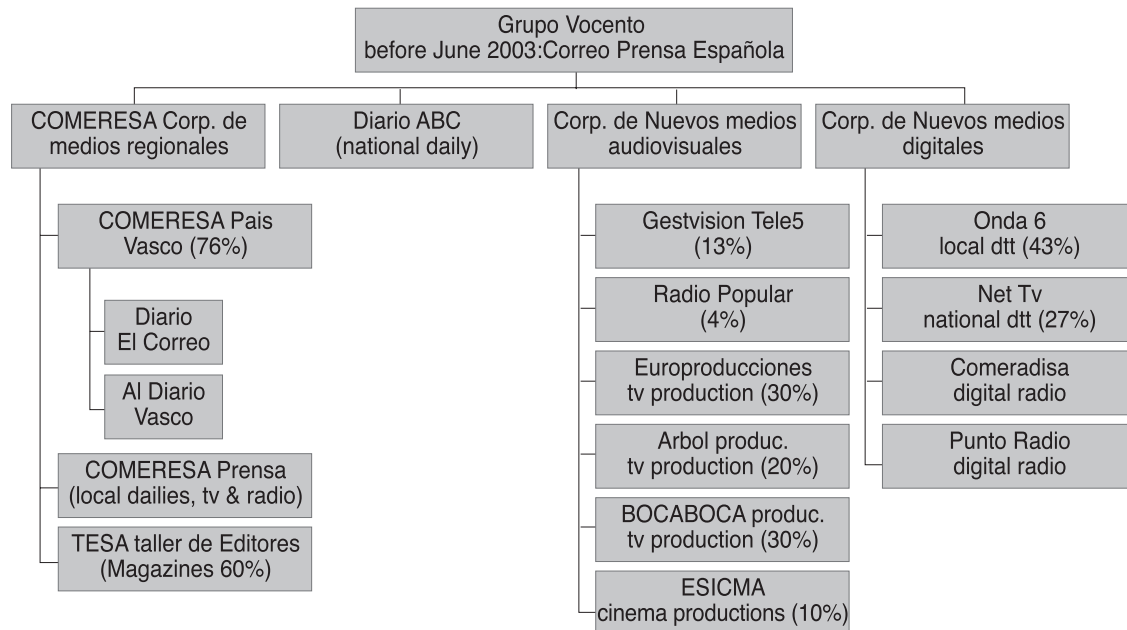 Grupo Vocento
before June 2003:Correo Prensa Española
COMERESA Corp. de
medios regionales
Diario ABC
(national daily)
Corp. de Nuevos medios
audiovisuales
Corp. de Nuevos medios
digitales
COMERESA Pais
Vasco (76%)
Diario
El Correo
Al Diario
Vasco
COMERESA Prensa
(local dailies, tv & radio)
TESA taller de Editores
(Magazines 60%)
Gestvision Tele5
(13%)
Radio Popular
(4%)
Europroducciones
tv production (30%)
Arbol produc.
tv production (20%)
BOCABOCA produc.
tv production (30%)
ESICMA
cinema productions (10%)
Onda 6
local dtt (43%)
Net Tv
national dtt (27%)
Comeradisa
digital radio
Punto Radio
digital radio